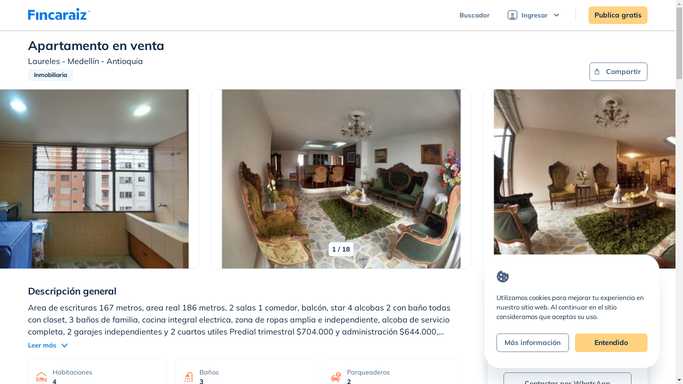 Fincaraiz
Buscador
Ingresar
Publica gratis
Apartamento en venta
Laureles - Medellín - Antioquia
Inmobiliaria
Compartir
1 / 18
Descripción general
Area de escrituras 167 metros, area real 186 metros, 2 salas 1 comedor, balcón, star 4 alcobas 2 con baño todas
con closet, 3 baños de familia, cocina integral electrica, zona de ropas amplia e independiente, alcoba de servicio
completa, 2 garajes independientes y 2 cuartos utiles Predial trimestral $704.000 y administración $644.000,...
Leer más
Habitaciones
4
Baños
3
Parqueaderos
2
Utilizamos cookies para mejorar tu experiencia en
nuestro sitio web. Al continuar en el sitio
consideramos que aceptas su uso.
Más información
Entendido
Contactar por WhatsApp